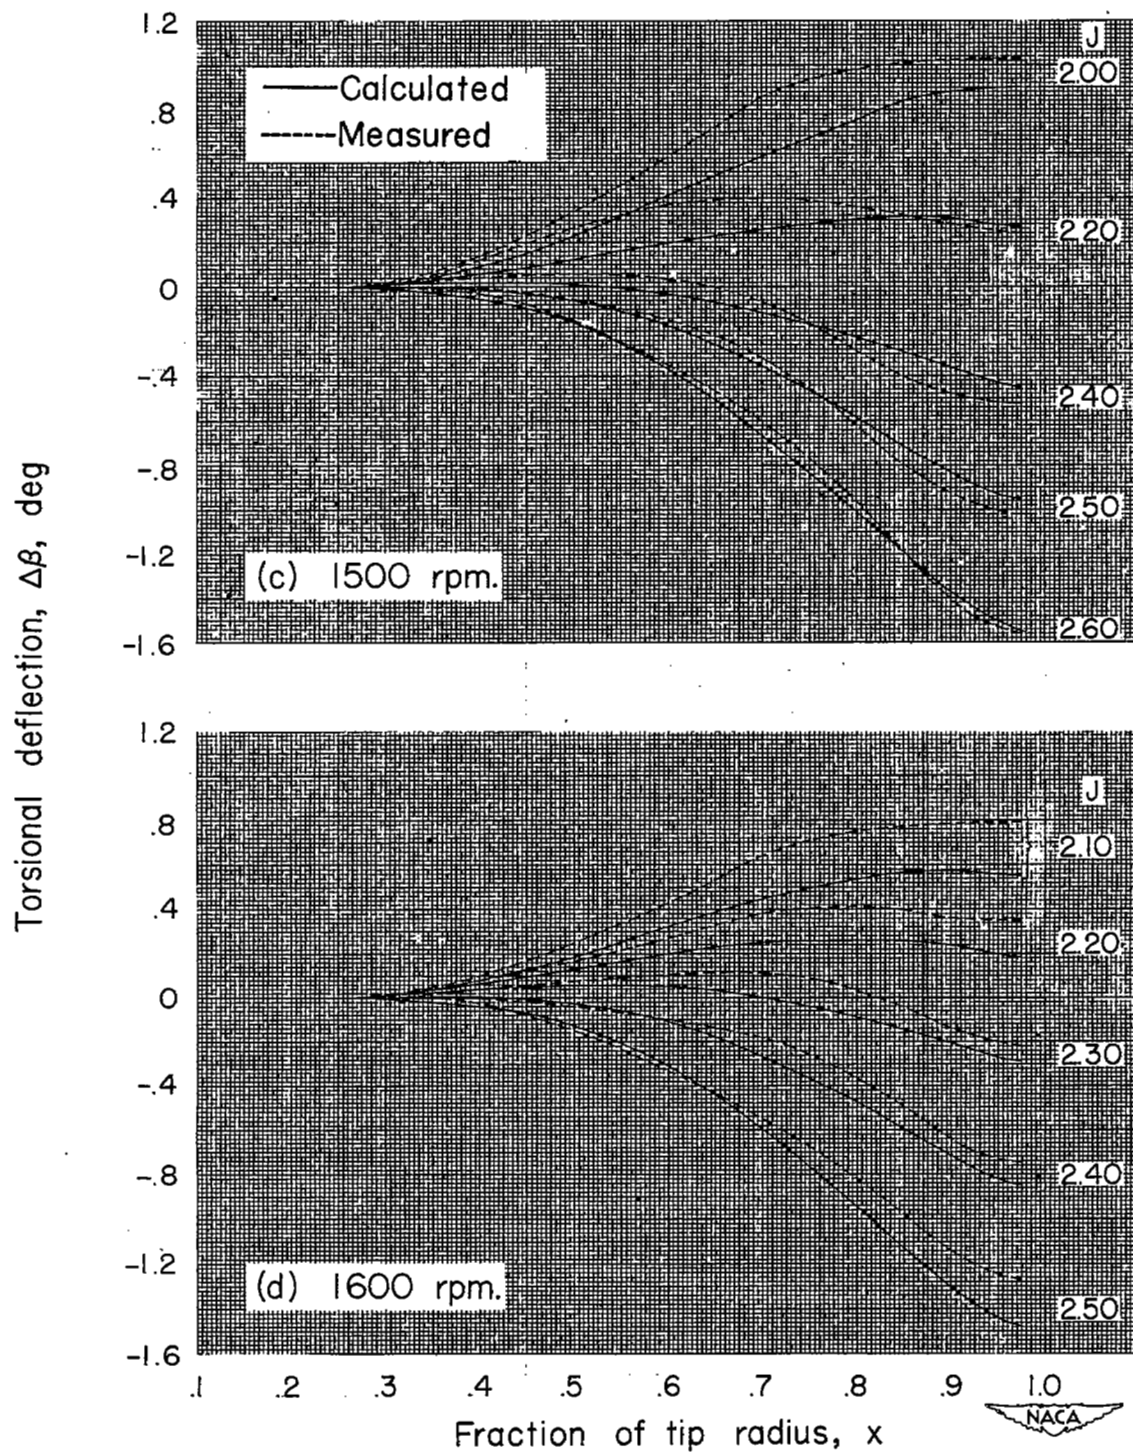 1.2
J
2.00
Calculated
.8
Measured
.4
2.20
0
-.4
2.40
-.8
2.50
-1.2
(c) 1500 rpm.
2.60
-1.6
Torsional deflection, Δβ, deg
1.2
J
.8
2.10
.4
2.20
0
2.30
-.4
-.8
2.40
-1.2
(d) 1600 rpm.
2.50
-1.6
.1 .2 .3 .4 .5 .6 .7 .8 .9 1.0
NACA
Fraction of tip radius, x